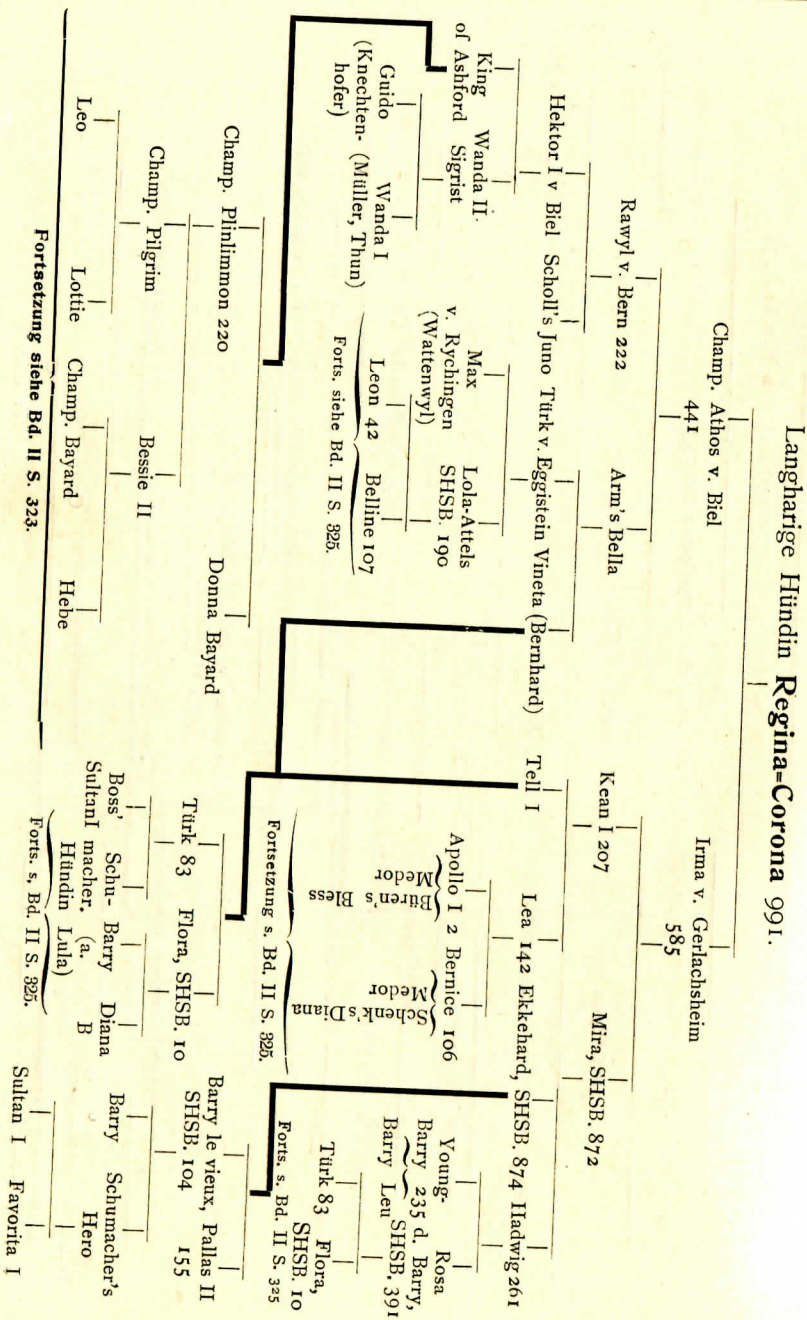 Langharige Hündin Regina=Corona 991.
Champ. Athos v. Biel
441
Irma v. Gerlachsheim
585
Rawyl v. Bern 222
Arm's Bella
Kean I 207
Mira, SHSB. 872
Hektor I v Biel Scholl's Juno Türk v. Eggistein Vineta (Bernhard)
Tell I
Lea 142 Ekkehard, SHSB. 874 Hadwig 261
King
of Ashford
Wanda II.
Sigrist
Max
v. Rychingen
(Wattenwyl)
Lola-Attels
SHSB. 190
Apollo I 2 Bernice 106
Büren's Bless
Medor
Schenk's Diana
Medor
Young-
Barry 235
Barry Leu
Rosa
d. Barry,
SHSB. 391
Guido
(Knechten-
hofer)
Wanda I
(Müller, Thun)
Leon 42
Belline 107
Forts. siehe Bd. II S. 325.
Türk 83
Flora,
SHSB. 10
Forts. s. Bd. II S. 325
Fortsetzung s. Bd. II S. 325.
Champ. Plinlimmon 220
Donna Bayard
Türk 83
Flora, SHSB. 10
Barry le vieux,
SHSB. 104
Pallas II
155
Champ. Pilgrim
Bessie II
Boss'
Sultan I
Schu-
macher.
Hündin
Barry
(a.
Lula)
Diana
B
Barry
Schumacher's
Hero
Forts. s, Bd. II S. 325.
Leo
Lottie
Champ. Bayard
Hebe
Sultan I
Favorita I
Fortsetzung siehe Bd. II S. 323.